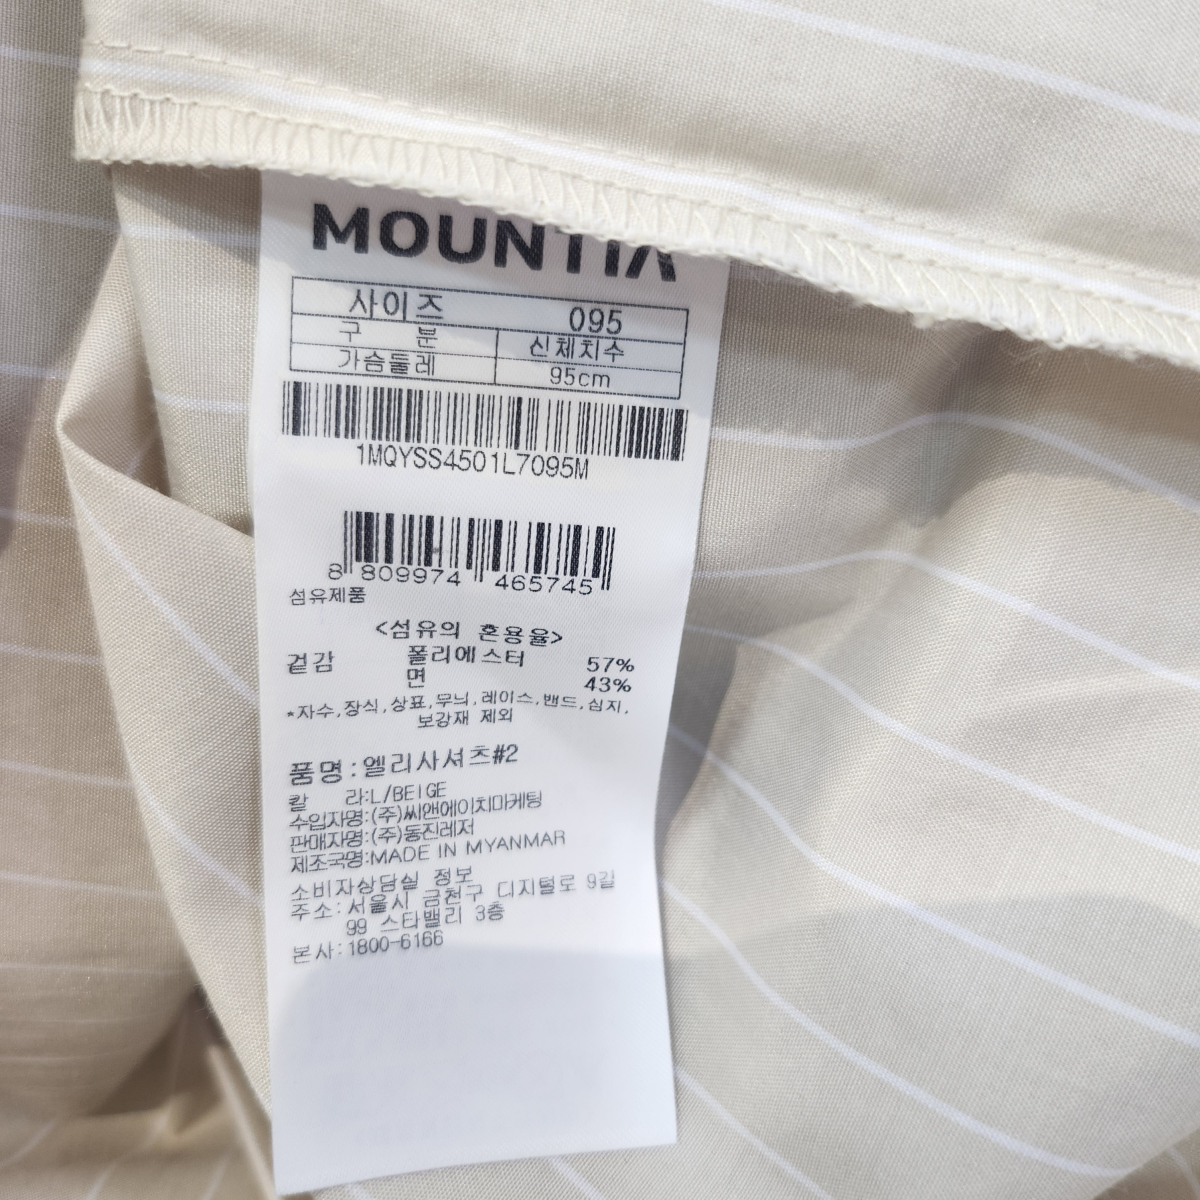 MOUNTIA
사이즈 095
구 분 신체치수
가슴둘레 95cm
1MQYSS4501L7095M
8 809974 465745
섬유제품
<섬유의 혼용율>
겉감 폴리에스터 57%
면 43%
*자수,장식,상표,무늬,레이스,밴드,심지,
보강재 제외
품명:엘리사셔츠#2
칼 라:L/BEIGE
수입자명:(주)씨앤에이치마케팅
판매자명:(주)동진레저
제조국명:MADE IN MYANMAR
소비자상담실 정보
주소:서울시 금천구 디지털로 9길
99 스타밸리 3층
본사:1800-6166